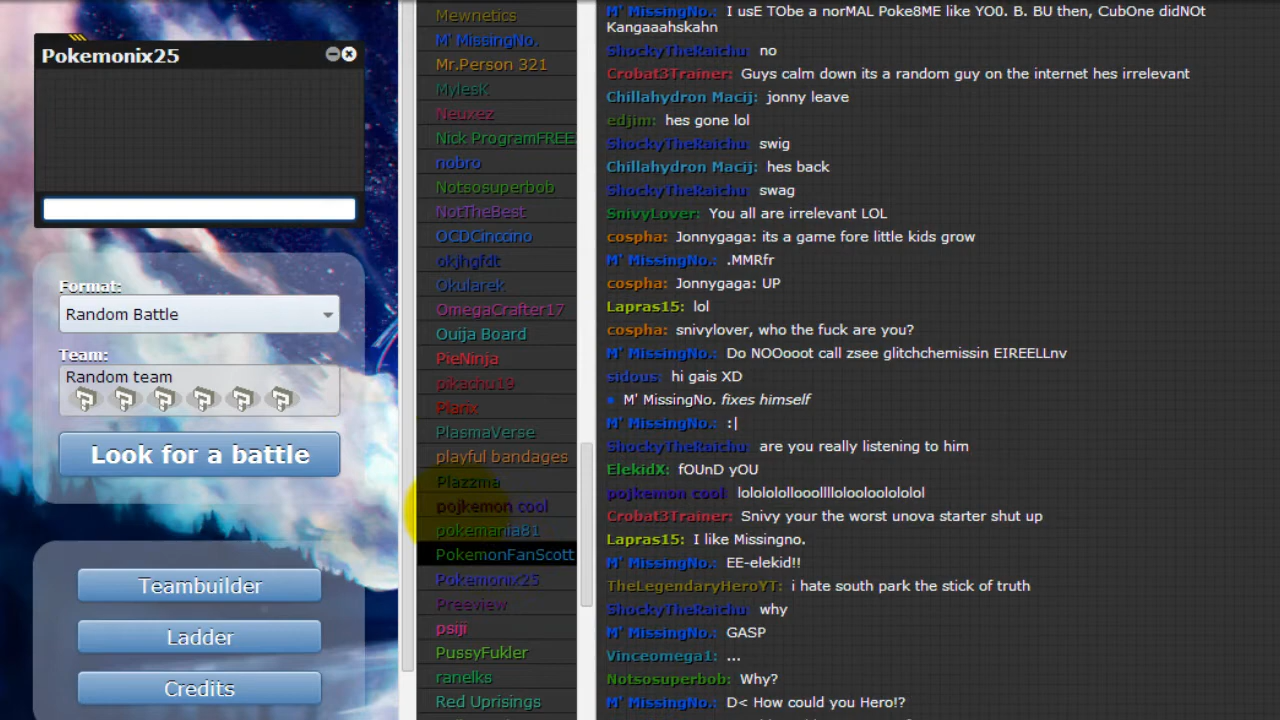 Pokemonix25
Format:
Random Battle
Team:
Random team
Look for a battle
Teambuilder
Ladder
Credits
Mewnetics
M' MissingNo.
Mr.Person 321
MylesK
Neuxez
Nick ProgramFREE
nobro
Notsosuperbob
NotTheBest
OCDCinccino
okjhgfdt
Okularek
OmegaCrafter17
Ouija Board
PieNinja
pikachu19
Plarix
PlasmaVerse
playful bandages
Plazzma
pojkemon cool
pokemania81
PokemonFanScott
Pokemonix25
Preeview
psiji
PussyFukler
ranelks
Red Uprisings
M' MissingNo.: I usE TObe a norMAL Poke8ME like YO0. B. BU then, CubOne didNOt
Kangaaahskahn
ShockyTheRaichu: no
Crobat3Trainer: Guys calm down its a random guy on the internet hes irrelevant
Chillahydron Macij: jonny leave
edjim: hes gone lol
ShockyTheRaichu: swig
Chillahydron Macij: hes back
ShockyTheRaichu: swag
SnivyLover: You all are irrelevant LOL
cospha: Jonnygaga: its a game fore little kids grow
M' MissingNo.: .MMRfr
cospha: Jonnygaga: UP
Lapras15: lol
cospha: snivylover, who the fuck are you?
M' MissingNo.: Do NOOooot call zsee glitchchemissin EIREELLnv
sidous: hi gais XD
• M' MissingNo. fixes himself
M' MissingNo.: :|
ShockyTheRaichu: are you really listening to him
ElekidX: fOUnD yOU
pojkemon cool: lolololollooollllolooloololololol
Crobat3Trainer: Snivy your the worst unova starter shut up
Lapras15: I like Missingno.
M' MissingNo.: EE-elekid!!
TheLegendaryHeroYT: i hate south park the stick of truth
ShockyTheRaichu: why
M' MissingNo.: GASP
Vinceomega1: ...
Notsosuperbob: Why?
M' MissingNo.: D< How could you Hero!?